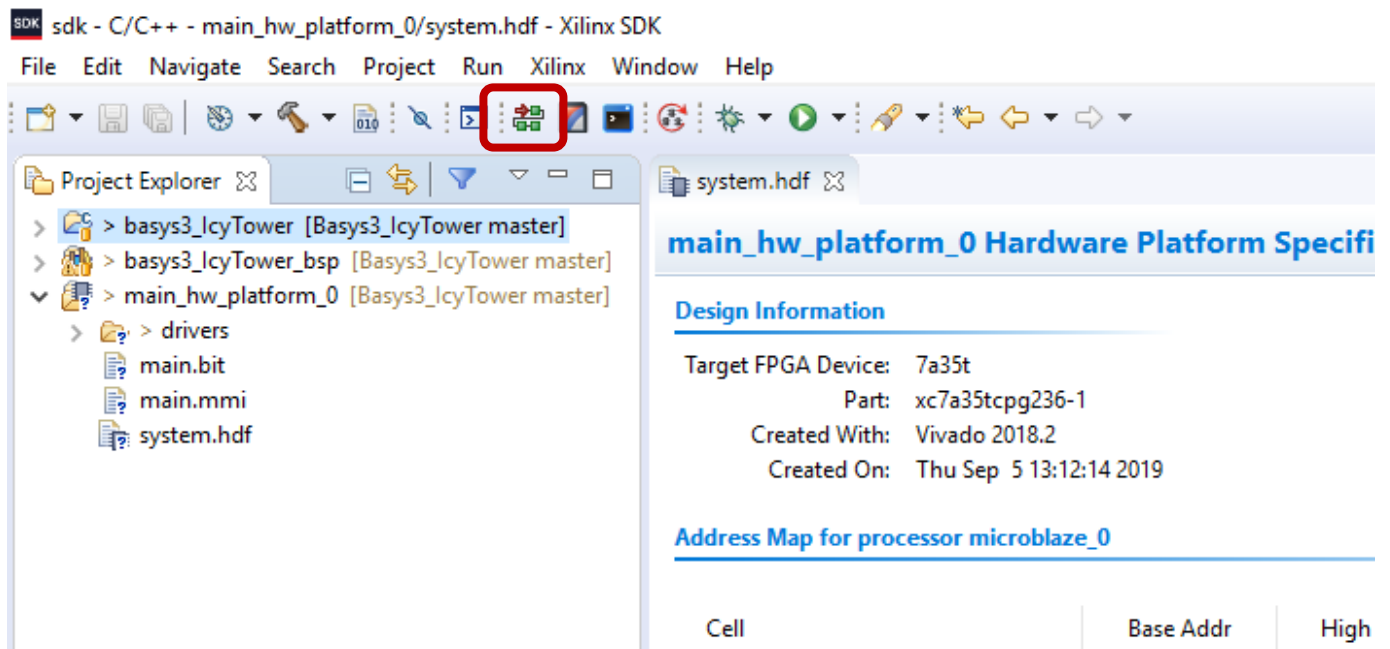 SDK sdk - C/C++ - main_hw_platform_0/system.hdf - Xilinx SDK
File Edit Navigate Search Project Run Xilinx Window Help
010
Project Explorer
system.hdf
> basys3_IcyTower [Basys3_IcyTower master]
> basys3_IcyTower_bsp [Basys3_IcyTower master]
> main_hw_platform_0 [Basys3_IcyTower master]
> drivers
main.bit
main.mmi
system.hdf
main_hw_platform_0 Hardware Platform Specifi
Design Information
Target FPGA Device: 7a35t
Part: xc7a35tcpg236-1
Created With: Vivado 2018.2
Created On: Thu Sep 5 13:12:14 2019
Address Map for processor microblaze_0
Cell Base Addr High